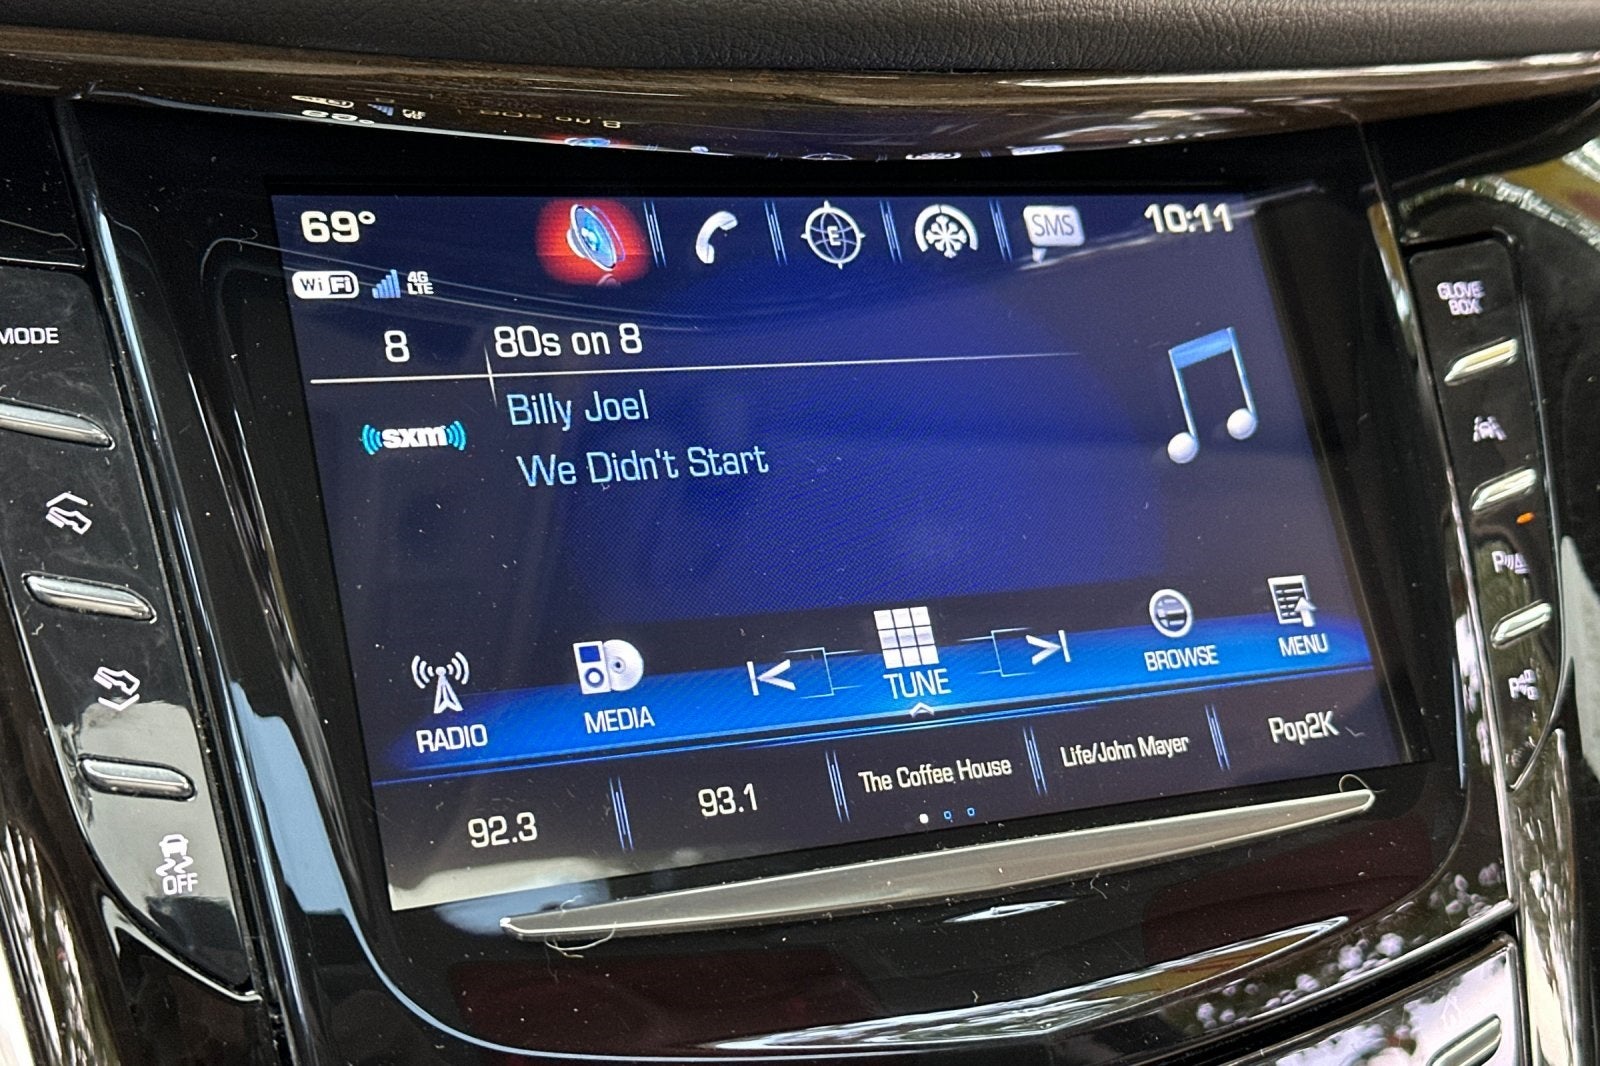 69°
E
SMS
10:11
WiFi
4G
LTE
8
80s on 8
sxm
Billy Joel
We Didn't Start
RADIO
MEDIA
TUNE
BROWSE
MENU
92.3
93.1
The Coffee House
Life/John Mayer
Pop2K
MODE
OFF
GLOVE
BOX